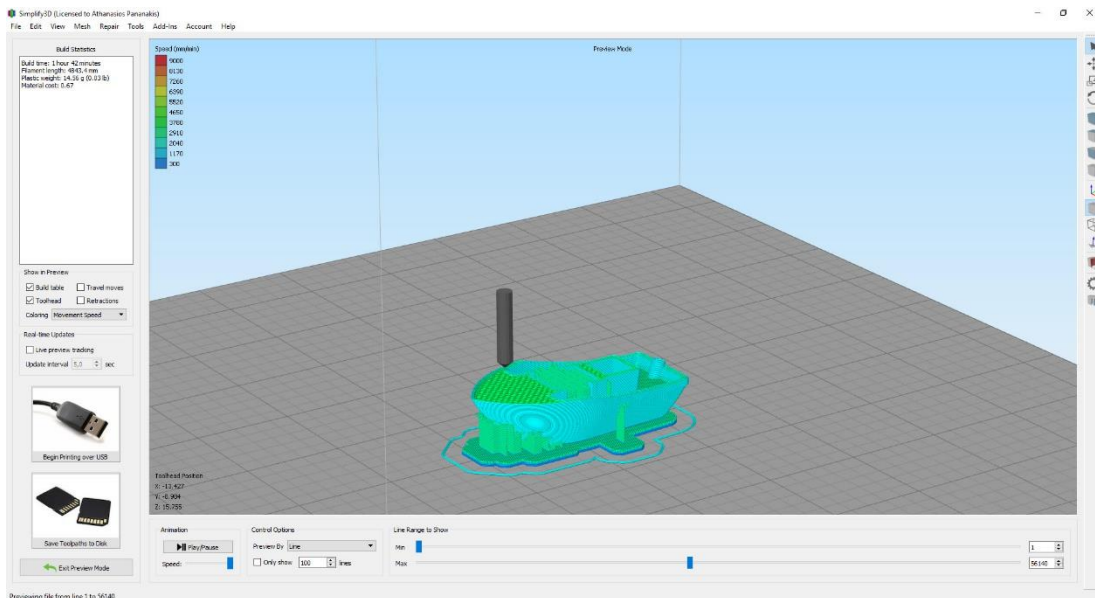 Simplify3D (Licensed to Athanasios Pananakis)
File Edit View Mesh Repair Tools Add-Ins Account Help
Build Statistics
Build time: 1 hour 42 minutes
Filament length: 4843.4 mm
Plastic weight: 14.56 g (0.03 lb)
Material cost: 0.67
Show in Preview
Build table Travel moves
Toolhead Retractions
Coloring Movement Speed
Real-time Updates
Live preview tracking
Update interval 5,0 sec
Begin Printing over USB
Save Toolpaths to Disk
Exit Preview Mode
Speed (mm/min)
9000
8130
7260
6390
5520
4650
3780
2910
2040
1170
300
Preview Mode
Toolhead Position
X: -13.427
Y: -8.984
Z: 15.755
Animation
Play/Pause
Speed:
Control Options
Preview By Line
Only show 100 lines
Line Range to Show
Min 1
Max 56140
Previewing file from line 1 to 56140